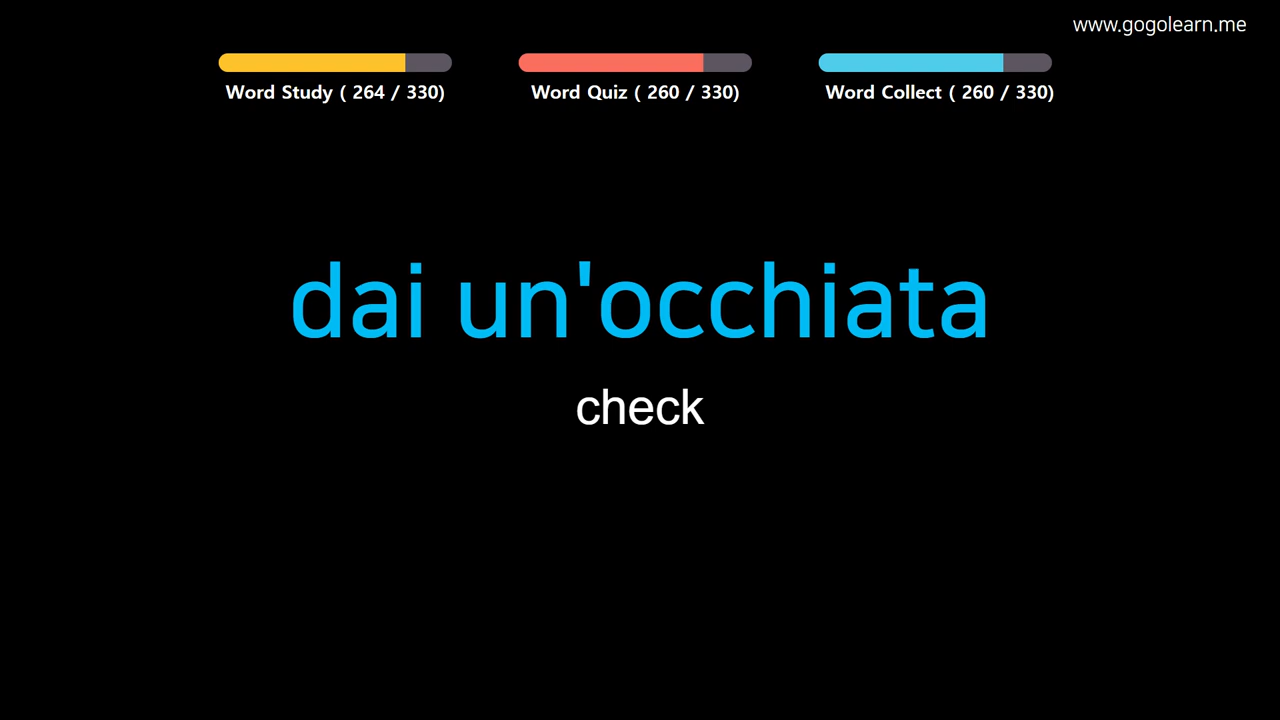 www.gogolearn.me
Word Study ( 264 / 330)
Word Quiz ( 260 / 330)
Word Collect ( 260 / 330)
dai un'occhiata
check